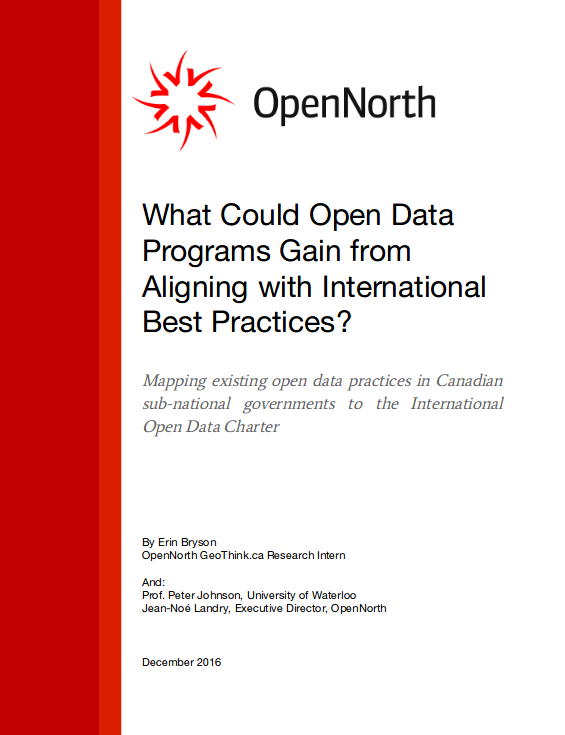 OpenNorth
What Could Open Data
Programs Gain from
Aligning with International
Best Practices?
Mapping existing open data practices in Canadian
sub-national governments to the International
Open Data Charter
By Erin Bryson
OpenNorth GeoThink.ca Research Intern
And:
Prof. Peter Johnson, University of Waterloo
Jean-Noé Landry, Executive Director, OpenNorth
December 2016